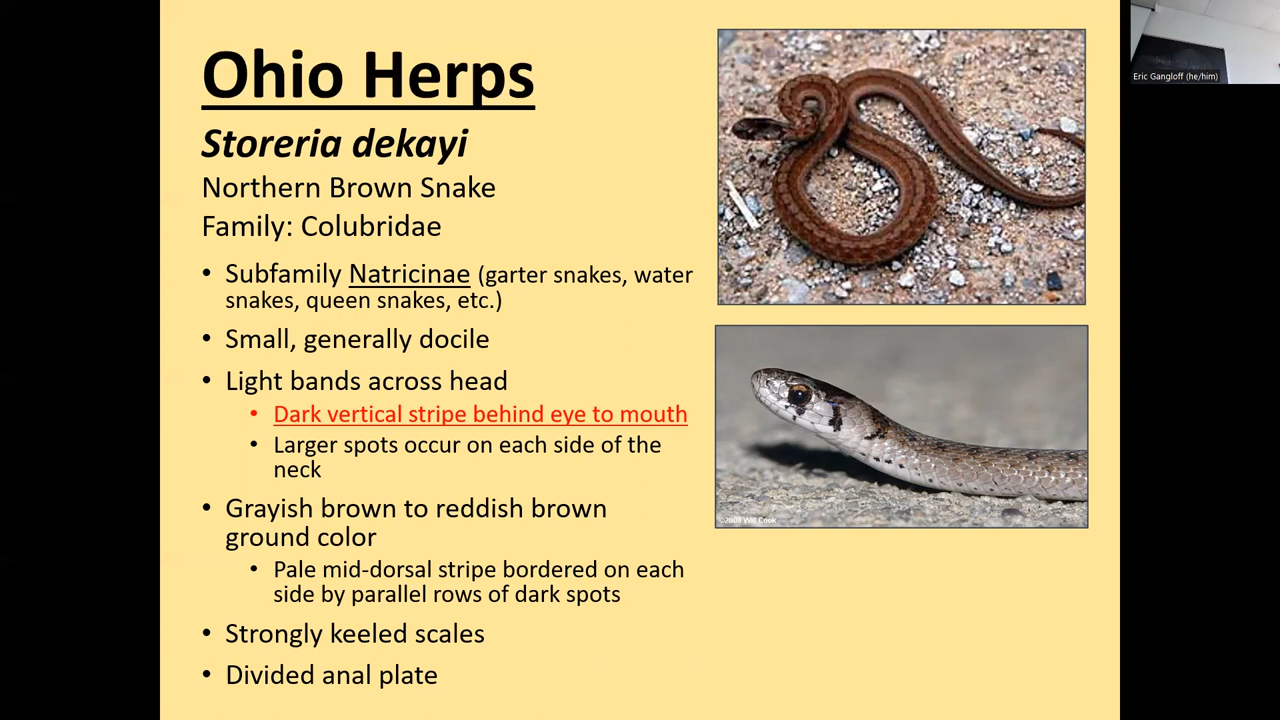 Ohio Herps
Storeria dekayi
Northern Brown Snake
Family: Colubridae
• Subfamily Natricinae (garter snakes, water
snakes, queen snakes, etc.)
• Small, generally docile
• Light bands across head
• Dark vertical stripe behind eye to mouth
• Larger spots occur on each side of the
neck
• Grayish brown to reddish brown
ground color
• Pale mid-dorsal stripe bordered on each
side by parallel rows of dark spots
• Strongly keeled scales
• Divided anal plate
©2009 Will Cook
Eric Gangloff (he/him)